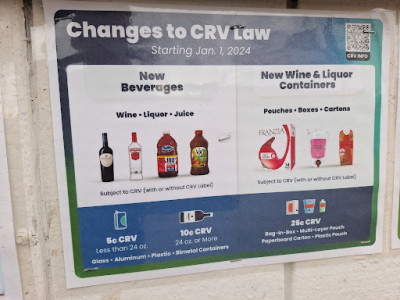 Changes to CRV Law
Starting Jan. 1, 2024
CRV INFO
New
Beverages
Wine • Liquor • Juice
Subject to CRV (with or without CRV Label)
New Wine & Liquor
Containers
Pouches • Boxes • Cartons
FRANZIA
Subject to CRV (with or without CRV Label)
5¢ CRV
Less than 24 oz.
10¢ CRV
24 oz. or More
Glass • Aluminum • Plastic • Bimetal Containers
25¢ CRV
Bag-in-Box • Multi-Layer Pouch
Paperboard Carton • Plastic Pouch